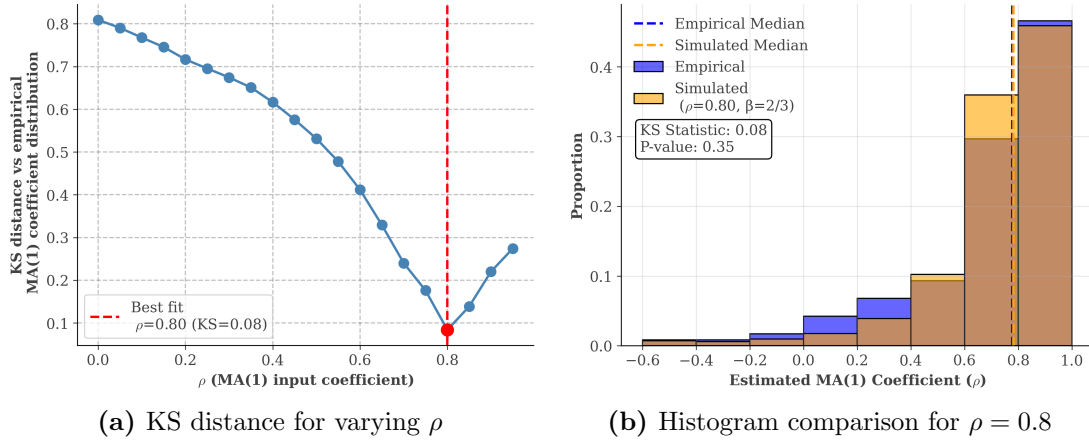 KS distance vs empirical
MA(1) coefficient distribution
0.8
0.7
0.6
0.5
0.4
0.3
0.2
0.1
0.0
0.2
0.4
0.6
0.8
Best fit
ρ=0.80 (KS=0.08)
ρ (MA(1) input coefficient)
(a) KS distance for varying ρ
Proportion
0.4
0.3
0.2
0.1
0.0
−0.6
−0.4
−0.2
0.0
0.2
0.4
0.6
0.8
1.0
Empirical Median
Simulated Median
Empirical
Simulated
(ρ=0.80, β=2/3)
KS Statistic: 0.08
P-value: 0.35
Estimated MA(1) Coefficient (ρ)
(b) Histogram comparison for ρ = 0.8